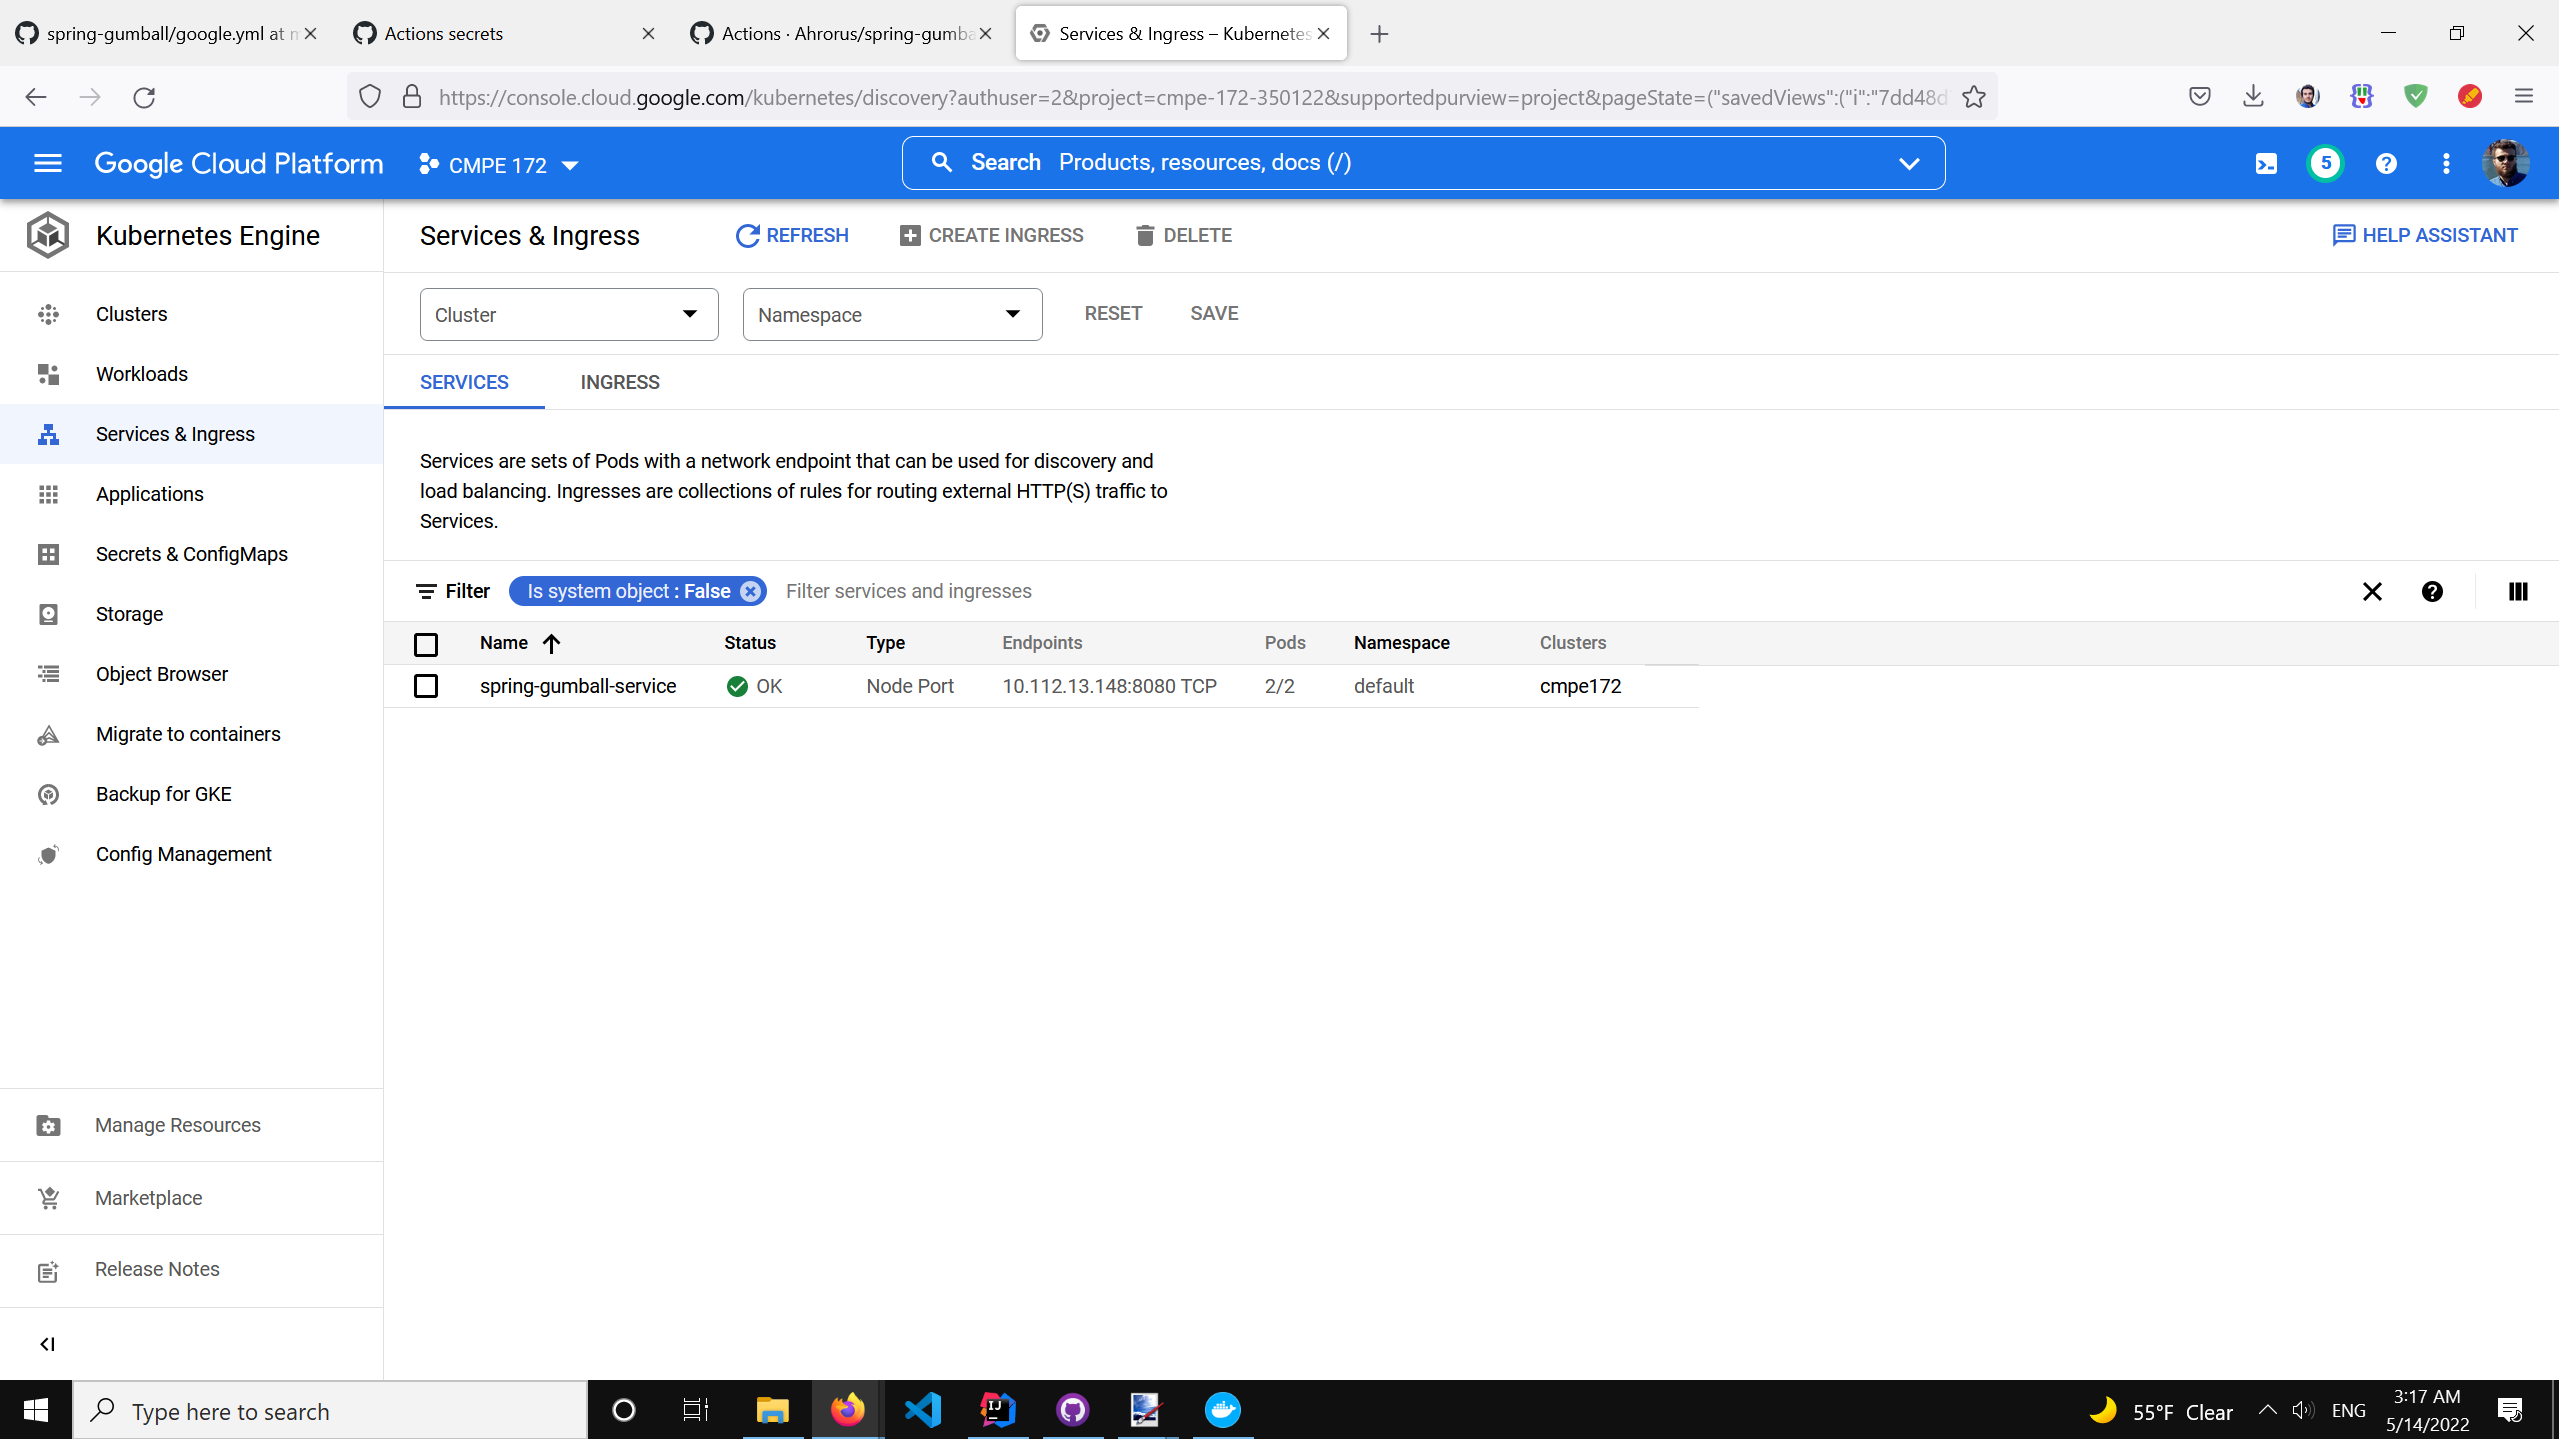 spring-gumball/google.yml at m
Actions secrets
Actions · Ahrorus/spring-gumba
Services & Ingress – Kubernetes
https://console.cloud.google.com/kubernetes/discovery?authuser=2&project=cmpe-172-350122&supportedpurview=project&pageState=("savedViews":("i":"7dd48d
Google Cloud Platform
CMPE 172
Search Products, resources, docs (/)
5
Kubernetes Engine
Services & Ingress
REFRESH
CREATE INGRESS
DELETE
HELP ASSISTANT
Clusters
Workloads
Services & Ingress
Applications
Secrets & ConfigMaps
Storage
Object Browser
Migrate to containers
Backup for GKE
Config Management
Manage Resources
Marketplace
Release Notes
Cluster
Namespace
RESET
SAVE
SERVICES
INGRESS
Services are sets of Pods with a network endpoint that can be used for discovery and
load balancing. Ingresses are collections of rules for routing external HTTP(S) traffic to
Services.
Filter
Is system object : False
Filter services and ingresses
Name Status Type Endpoints Pods Namespace Clusters
spring-gumball-service OK Node Port 10.112.13.148:8080 TCP 2/2 default cmpe172
Type here to search
IJ
55°F Clear
ENG
3:17 AM
5/14/2022